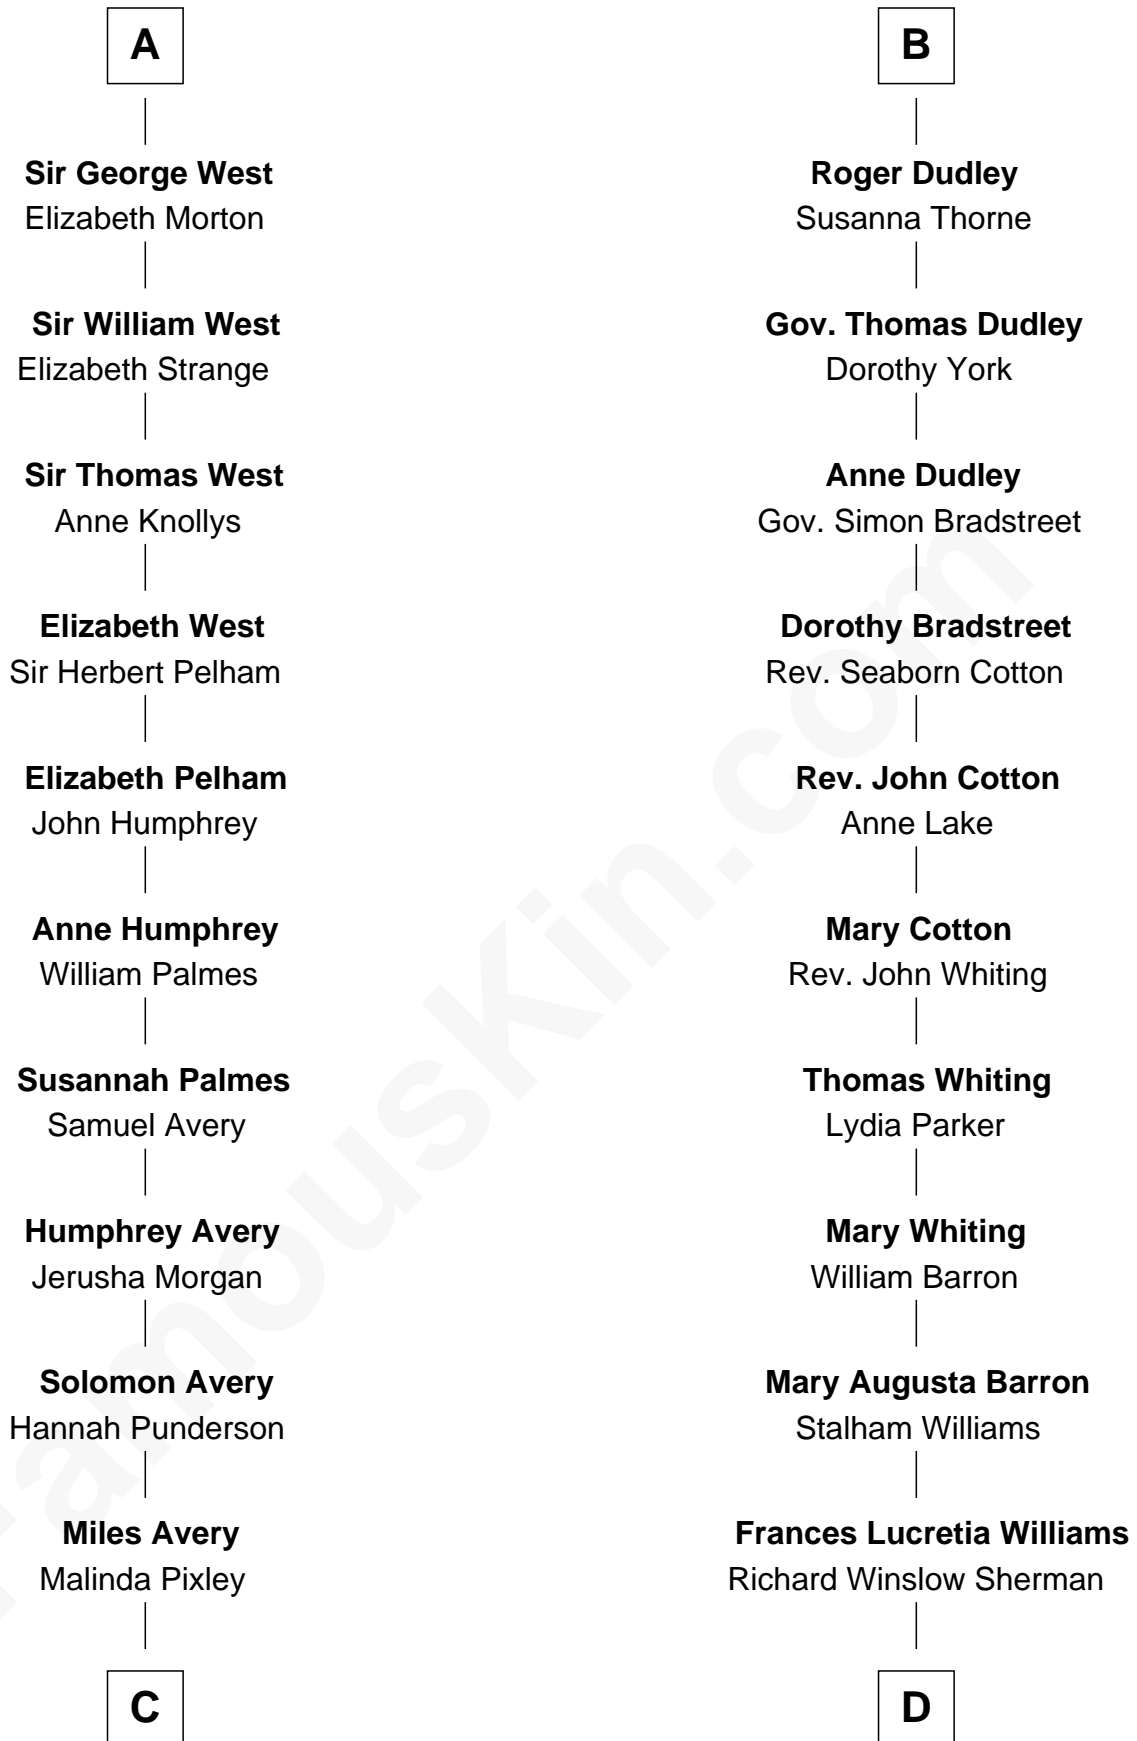 A
Sir George West
Elizabeth Morton
Sir William West
Elizabeth Strange
Sir Thomas West
Anne Knollys
Elizabeth West
Sir Herbert Pelham
Elizabeth Pelham
John Humphrey
Anne Humphrey
William Palmes
Susannah Palmes
Samuel Avery
Humphrey Avery
Jerusha Morgan
Solomon Avery
Hannah Punderson
Miles Avery
Malinda Pixley
C
B
Roger Dudley
Susanna Thorne
Gov. Thomas Dudley
Dorothy York
Anne Dudley
Gov. Simon Bradstreet
Dorothy Bradstreet
Rev. Seaborn Cotton
Rev. John Cotton
Anne Lake
Mary Cotton
Rev. John Whiting
Thomas Whiting
Lydia Parker
Mary Whiting
William Barron
Mary Augusta Barron
Stalham Williams
Frances Lucretia Williams
Richard Winslow Sherman
D
FamousKin.com